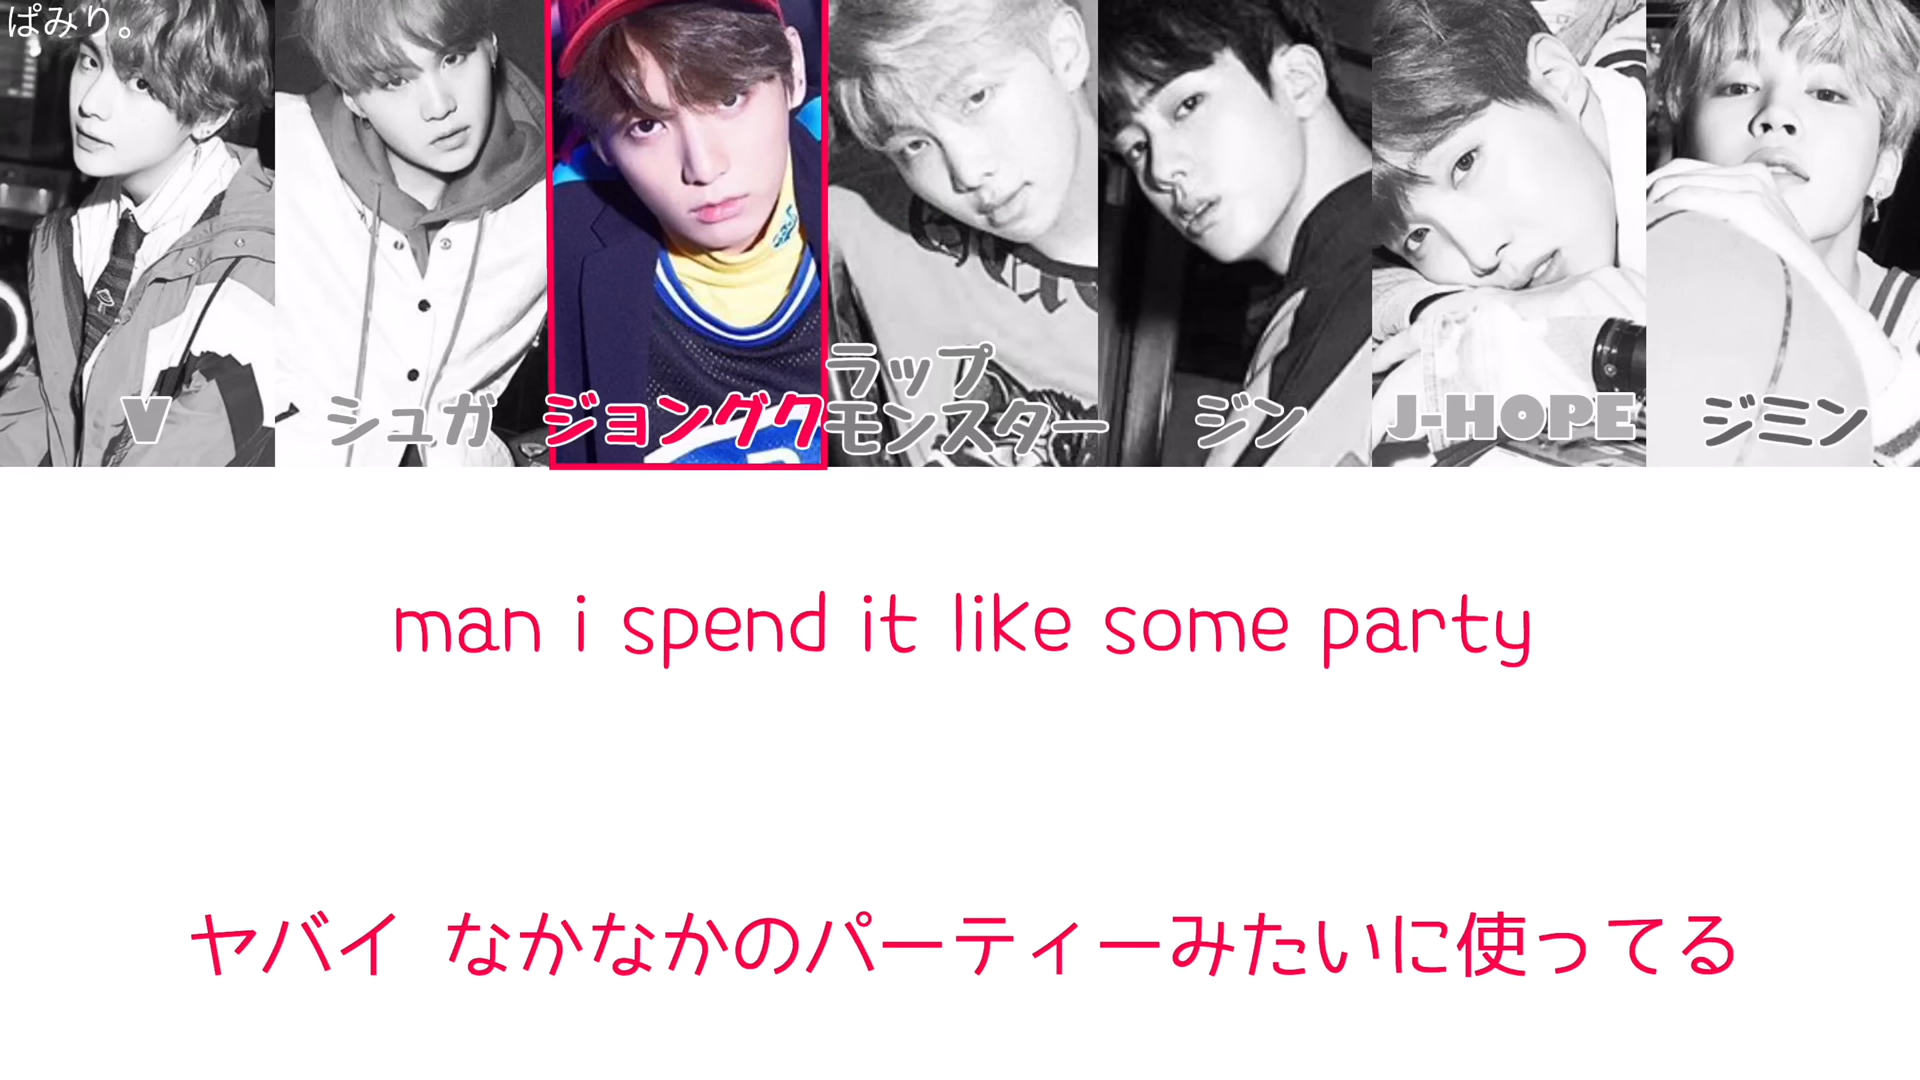 ぱみり。
V
シュガ
ジョングク
ラップ
モンスター
ジン
J-HOPE
ジミン
man i spend it like some party
ヤバイ なかなかのパーティーみたいに使ってる